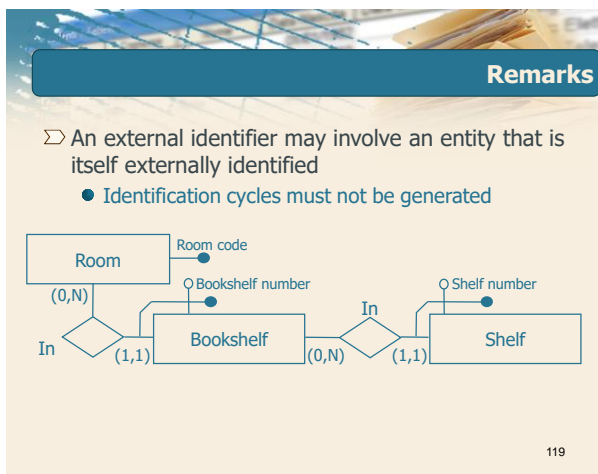 Remarks
An external identifier may involve an entity that is
itself externally identified
Identification cycles must not be generated
Room code
Room
(0,N)
Bookshelf number
Shelf number
In
In
Bookshelf
Shelf
(1,1)
(0,N)
(1,1)
119